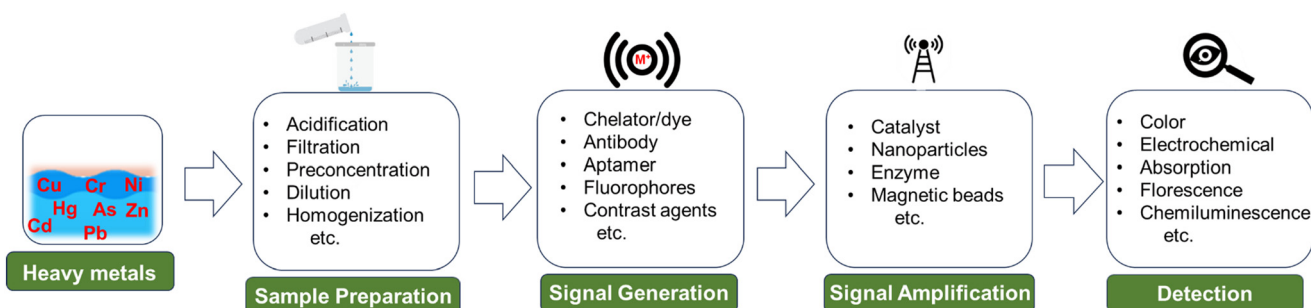 Cu Cr Ni
Hg As Zn
Cd
Pb
Heavy metals
• Acidification
• Filtration
• Preconcentration
• Dilution
• Homogenization
etc.
Sample Preparation
M+
• Chelator/dye
• Antibody
• Aptamer
• Fluorophores
• Contrast agents
etc.
Signal Generation
• Catalyst
• Nanoparticles
• Enzyme
• Magnetic beads
etc.
Signal Amplification
• Color
• Electrochemical
• Absorption
• Florescence
• Chemiluminescence
etc.
Detection